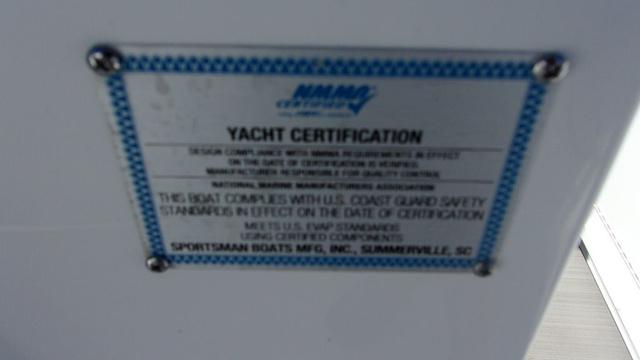 NMMA
CERTIFIED
YACHT CERTIFICATION
DESIGN COMPLIANCE WITH NMMA REQUIREMENTS IN EFFECT
ON THE DATE OF CERTIFICATION IS VERIFIED.
MANUFACTURER RESPONSIBLE FOR QUALITY CONTROL
NATIONAL MARINE MANUFACTURERS ASSOCIATION
THIS BOAT COMPLIES WITH U.S. COAST GUARD SAFETY
STANDARDS IN EFFECT ON THE DATE OF CERTIFICATION
MEETS U.S. EVAP STANDARDS
USING CERTIFIED COMPONENTS
SPORTSMAN BOATS MFG, INC., SUMMERVILLE, SC